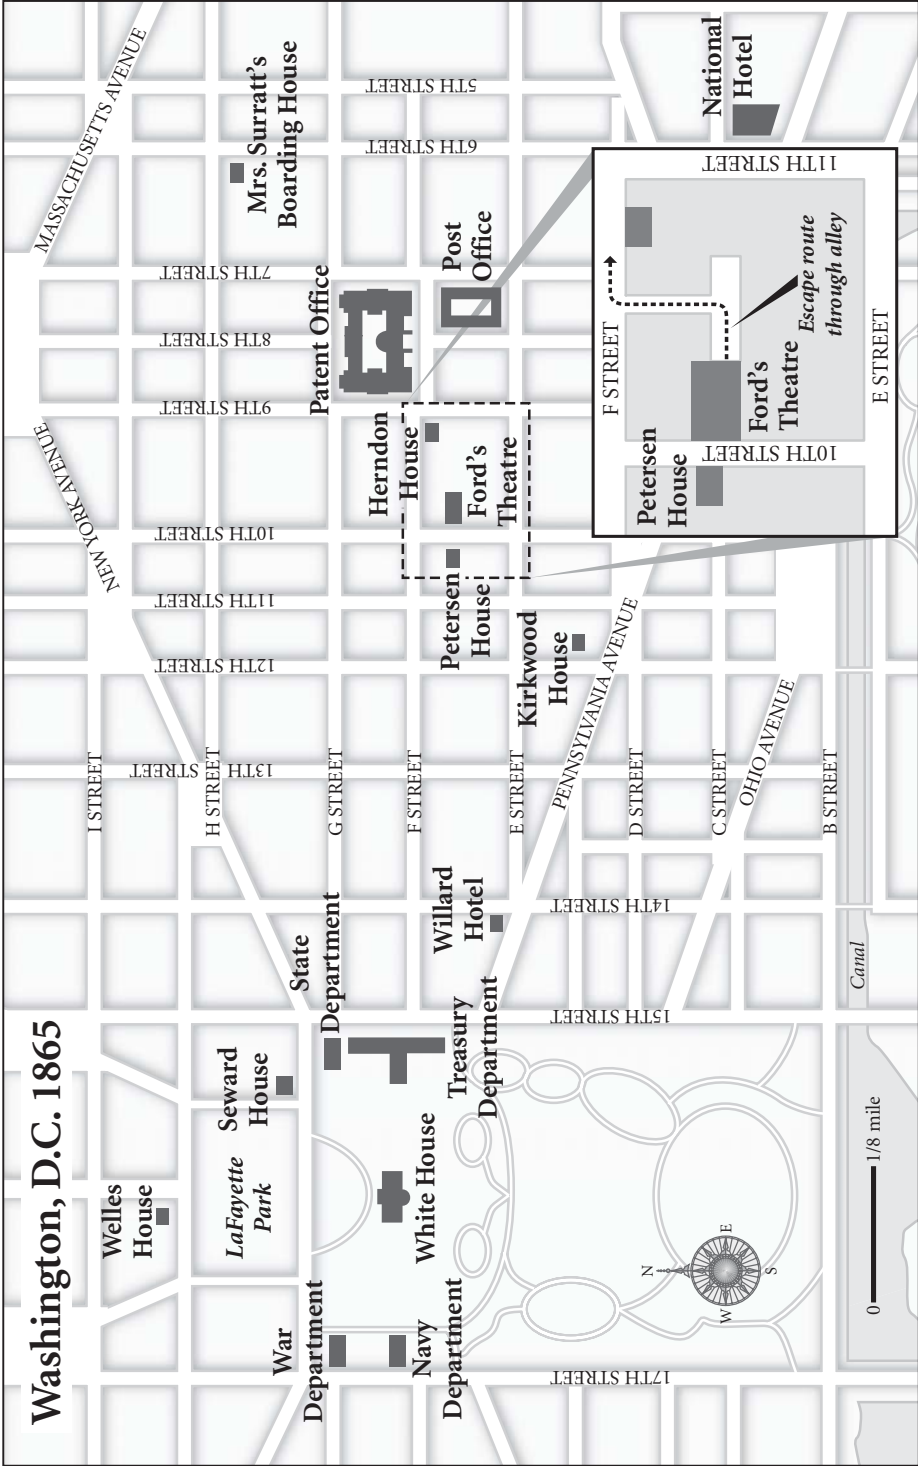 Washington, D.C. 1865
MASSACHUSETTS AVENUE
NEW YORK AVENUE
I STREET
H STREET
G STREET
F STREET
E STREET
PENNSYLVANIA AVENUE
D STREET
C STREET
OHIO AVENUE
B STREET
17TH STREET
15TH STREET
14TH STREET
13TH STREET
12TH STREET
11TH STREET
10TH STREET
9TH STREET
8TH STREET
7TH STREET
6TH STREET
5TH STREET
Welles
House
LaFayette
Park
Seward
House
State
Department
War
Department
Navy
Department
White House
Treasury
Department
Willard
Hotel
Kirkwood
House
Petersen
House
Ford's
Theatre
Herndon
House
Patent Office
Post
Office
Mrs. Surratt's
Boarding House
National
Hotel
Canal
N
E
S
W
0
1/8 mile
F STREET
Petersen
House
10TH STREET
Ford's
Theatre
Escape route
through alley
11TH STREET
E STREET